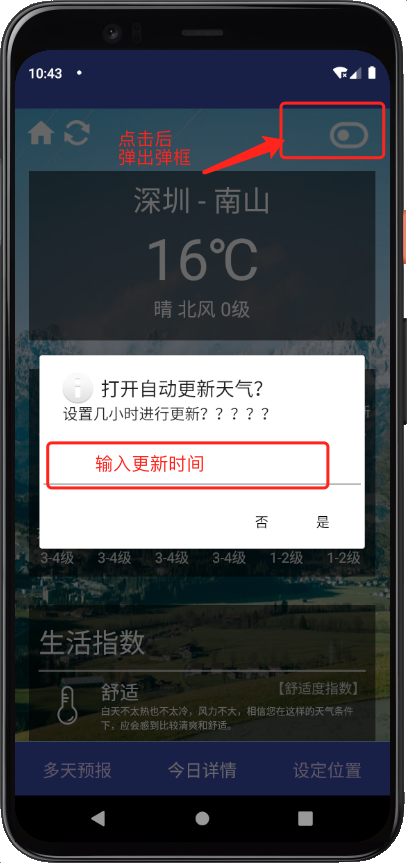 10:43
点击后
弹出弹框
深圳 - 南山
16℃
晴 北风 0级
打开自动更新天气？
设置几小时进行更新？？？？？
新
输入更新时间
否 是
3-4级 3-4级 3-4级 3-4级 1-2级 1-2级
生活指数
舒适 【舒适度指数】
白天不太热也不太冷，风力不大，相信您在这样的天气条件
下，应会感到比较清爽和舒适。
多天预报 今日详情 设定位置